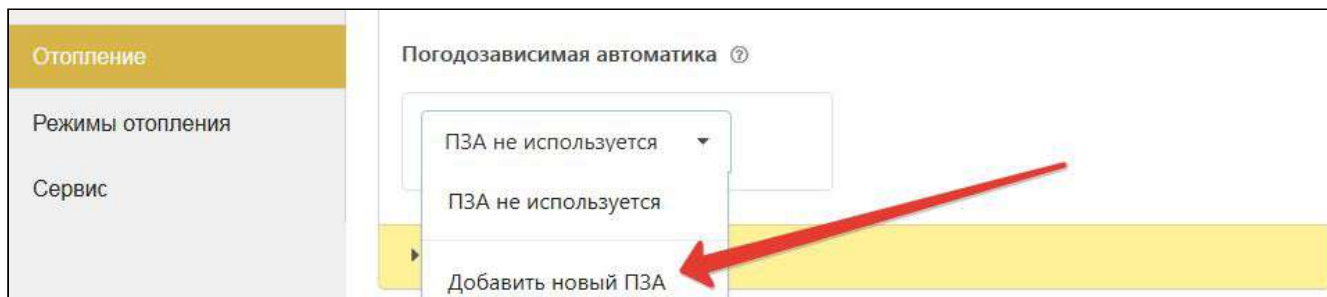 Отопление
Режимы отопления
Сервис
Погодозависимая автоматика ?
ПЗА не используется
ПЗА не используется
Добавить новый ПЗА